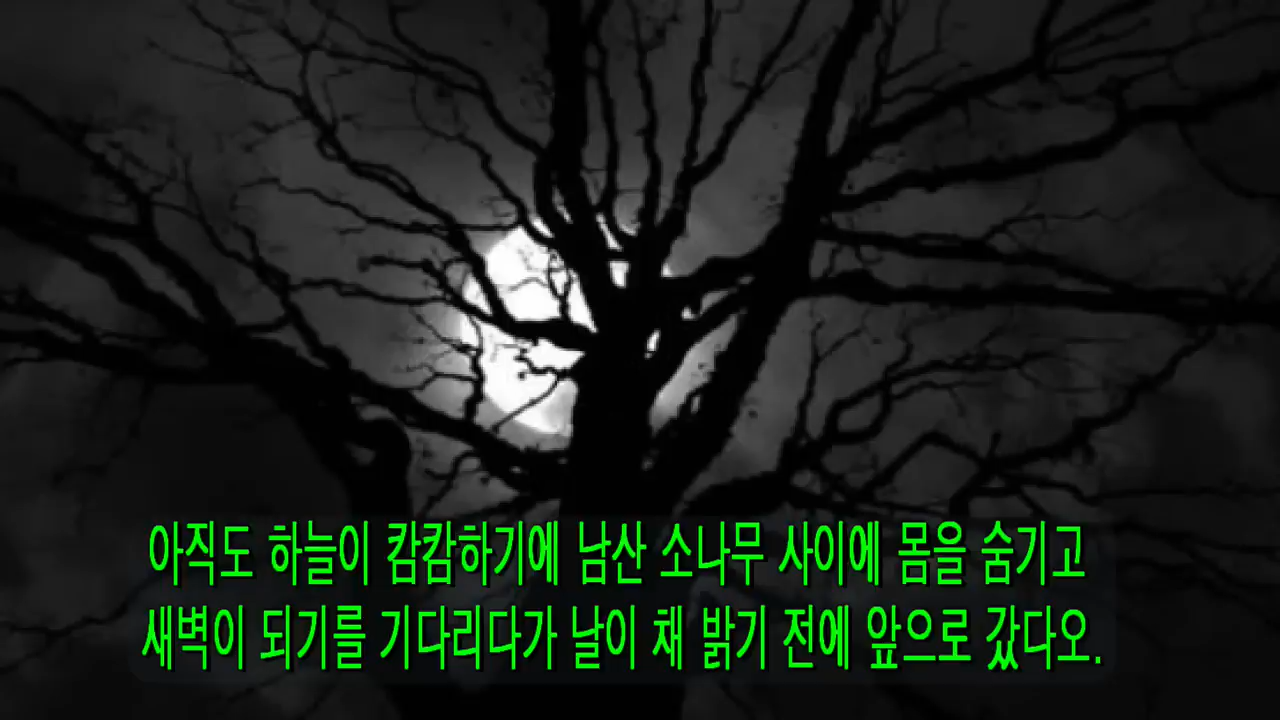 아직도 하늘이 캄캄하기에 남산 소나무 사이에 몸을 숨기고
새벽이 되기를 기다리다가 날이 채 밝기 전에 앞으로 갔다오.